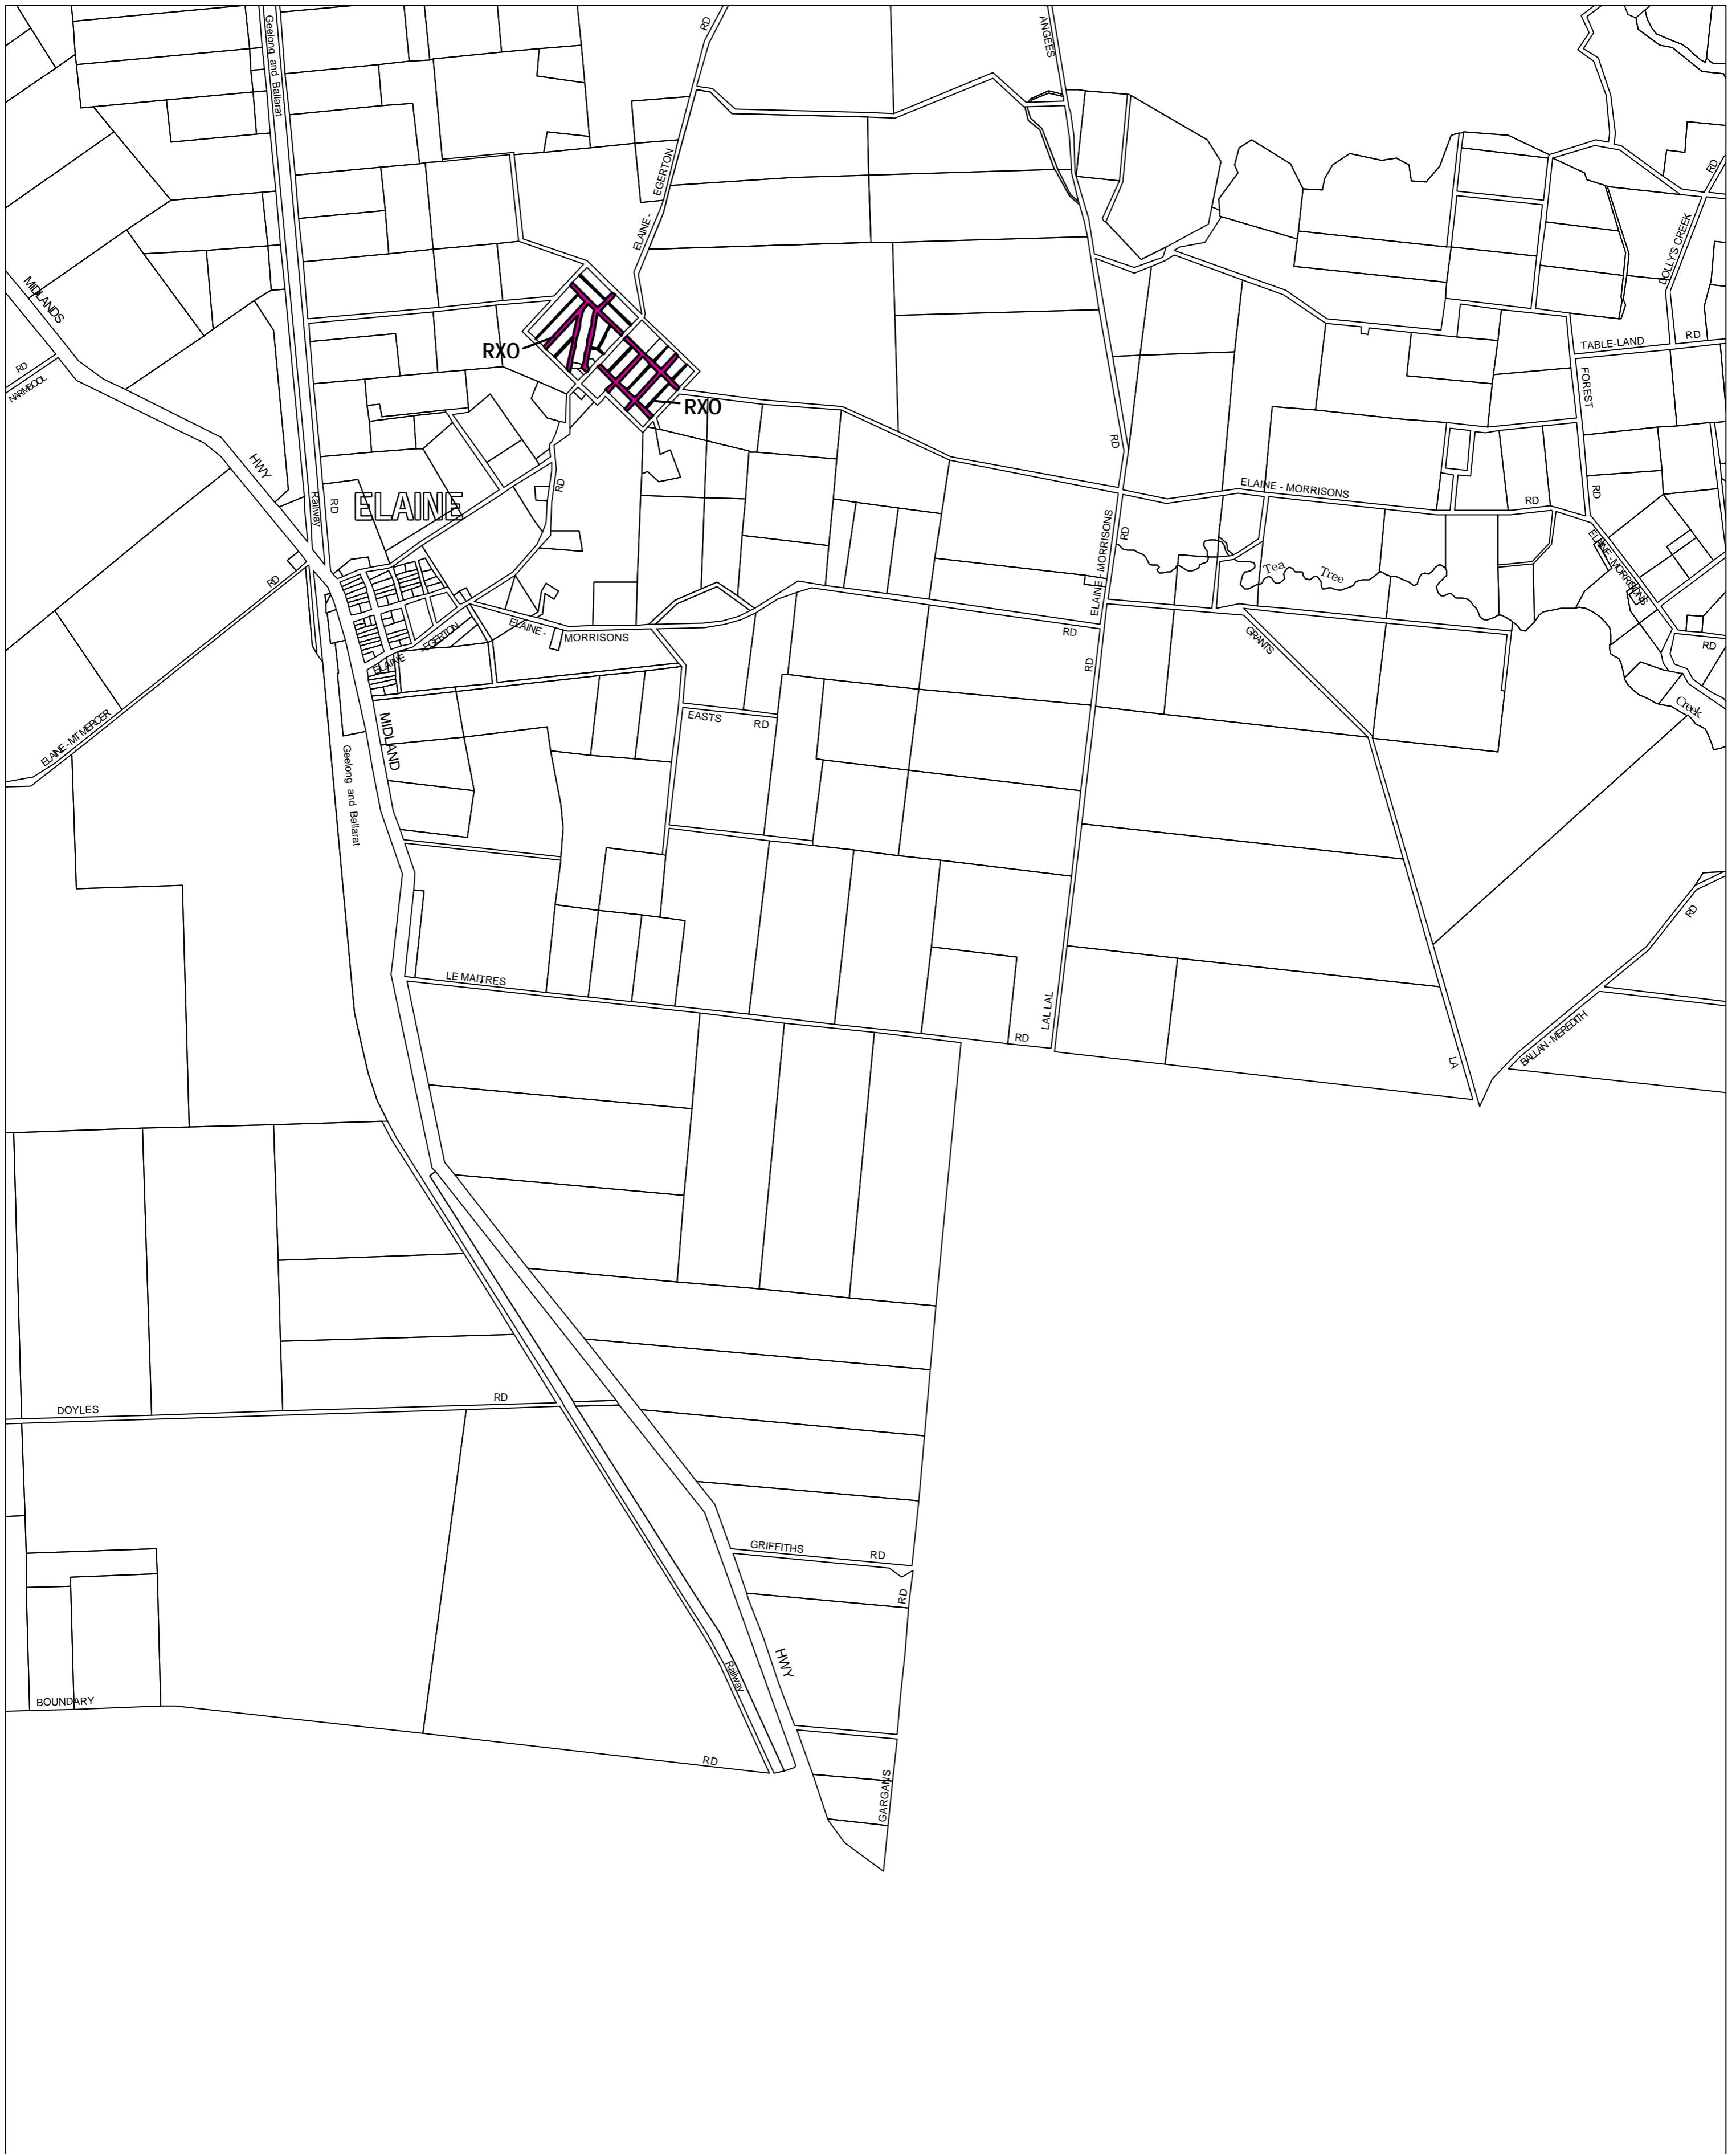 Geelong and Ballarat
RD
ANGEES
RD
EGERTON
ELAINE -
DOLLY'S CREEK
MIDLANDS
RD
NARMBOOL
RXO
RXO
TABLE-LAND RD
FOREST
HWY
RD
ELAINE - MORRISONS RD
RD
Railway
RD
ELAINE
RD
RD
ELAINE - MORRISONS
ELAINE - MORRISONS
Tea Tree
RD
ELAINE - EGERTON
ELAINE - MORRISONS
RD
GRANTS
RD
RD
Creek
ELAINE - MT MERCER
MIDLAND
EASTS RD
Geelong and Ballarat
RD
LE MAITRES
RD
LAL LAL
LA
BALLAN - MEREDITH
DOYLES RD
GRIFFITHS RD
RD
HWY
Railway
BOUNDARY
RD
GARGANS